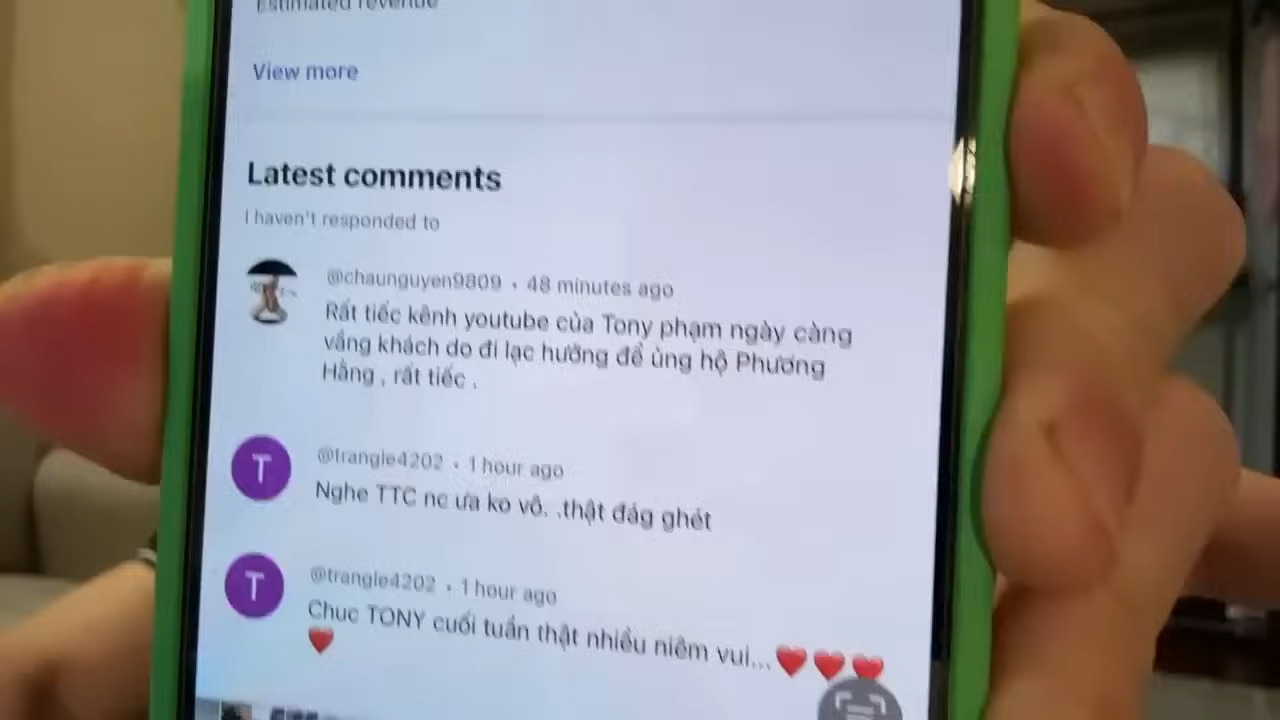 Estimated revenue
View more
Latest comments
I haven't responded to
@chaunguyen9809 • 48 minutes ago
Rất tiếc kênh youtube của Tony phạm ngày càng
vắng khách do đi lạc hướng để ủng hộ Phương
Hằng , rất tiếc .
T
@trangle4202 • 1 hour ago
Nghe TTC nc ưa ko vô. .thật đág ghét
T
@trangle4202 • 1 hour ago
Chuc TONY cuối tuần thật nhiều niêm vui...❤️❤️❤️
❤️